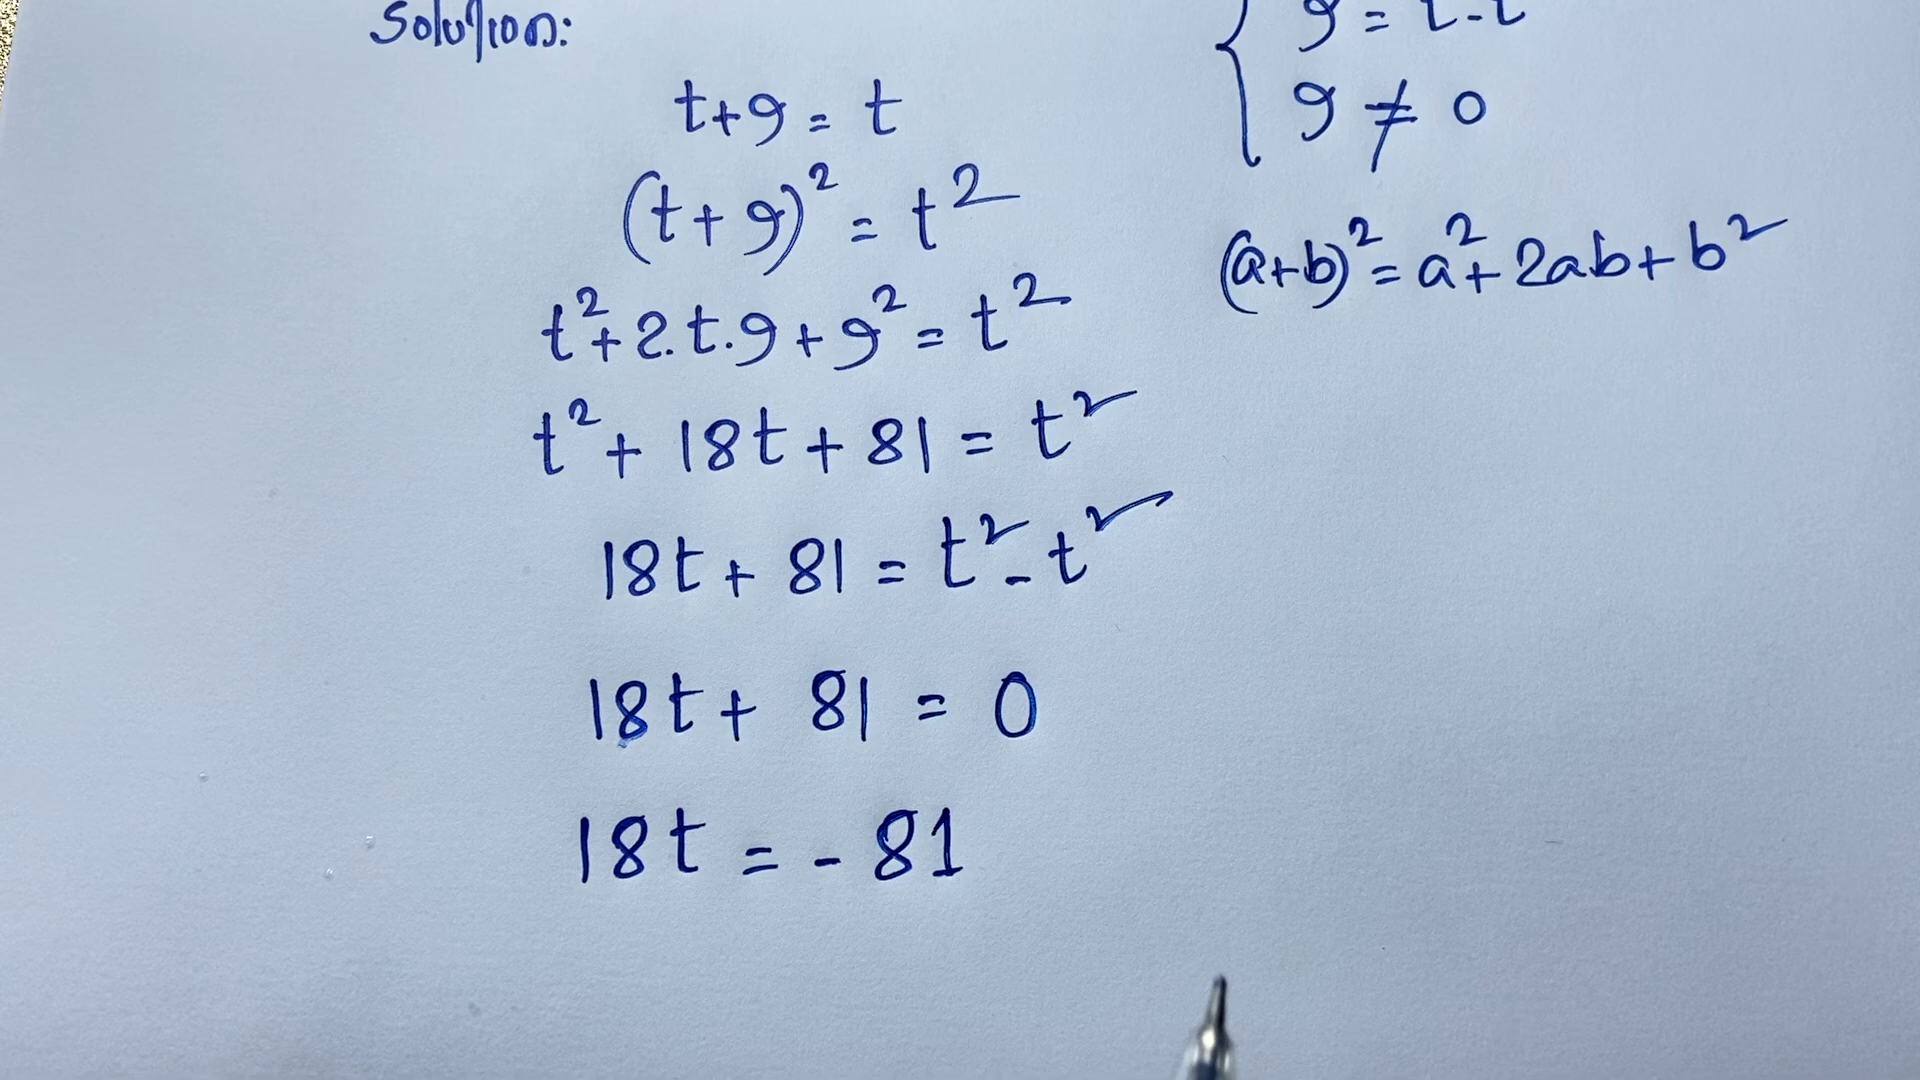 Solution:
t+9 = t
(t+9)² = t²
t²+2.t.9+9² = t²
t²+ 18t + 81 = t²
18t + 81 = t² - t²
18t + 81 = 0
18t = - 81
9 = t - t
9 ≠ 0
(a+b)² = a²+ 2ab + b²